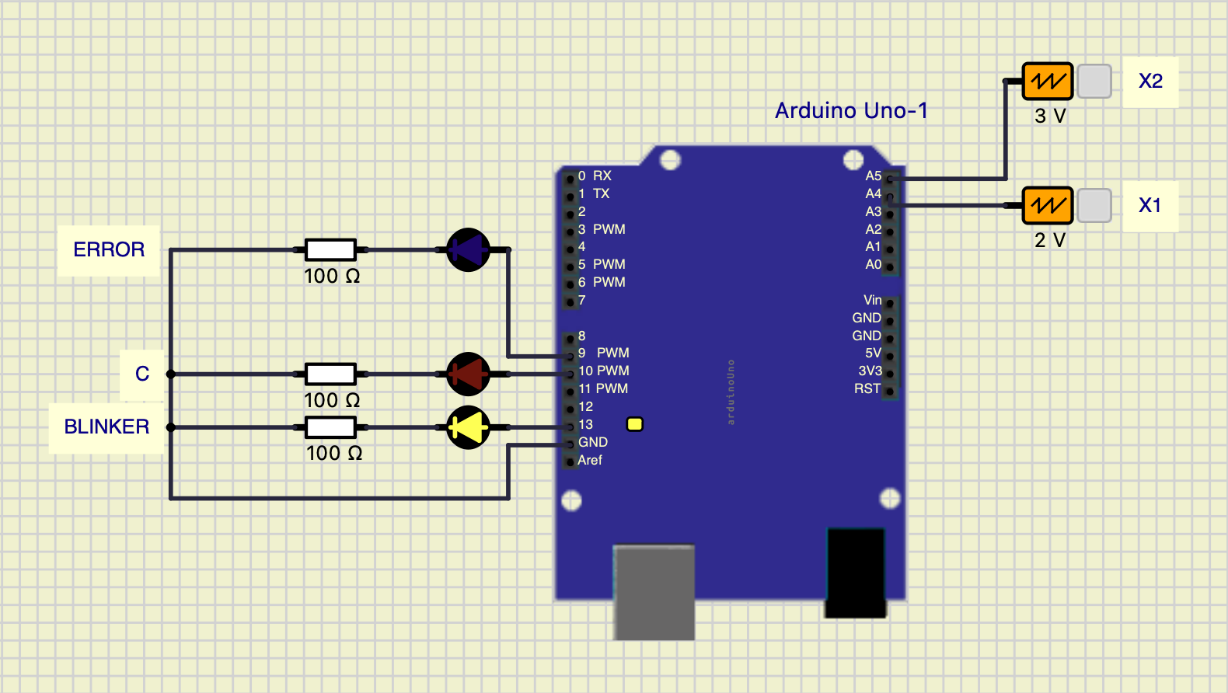 X2
3 V
Arduino Uno-1
X1
2 V
ERROR
100 Ω
C
100 Ω
BLINKER
100 Ω
0 RX
1 TX
2
3 PWM
4
5 PWM
6 PWM
7
8
9 PWM
10 PWM
11 PWM
12
13
GND
Aref
A5
A4
A3
A2
A1
A0
Vin
GND
GND
5V
3V3
RST
arduinoUno